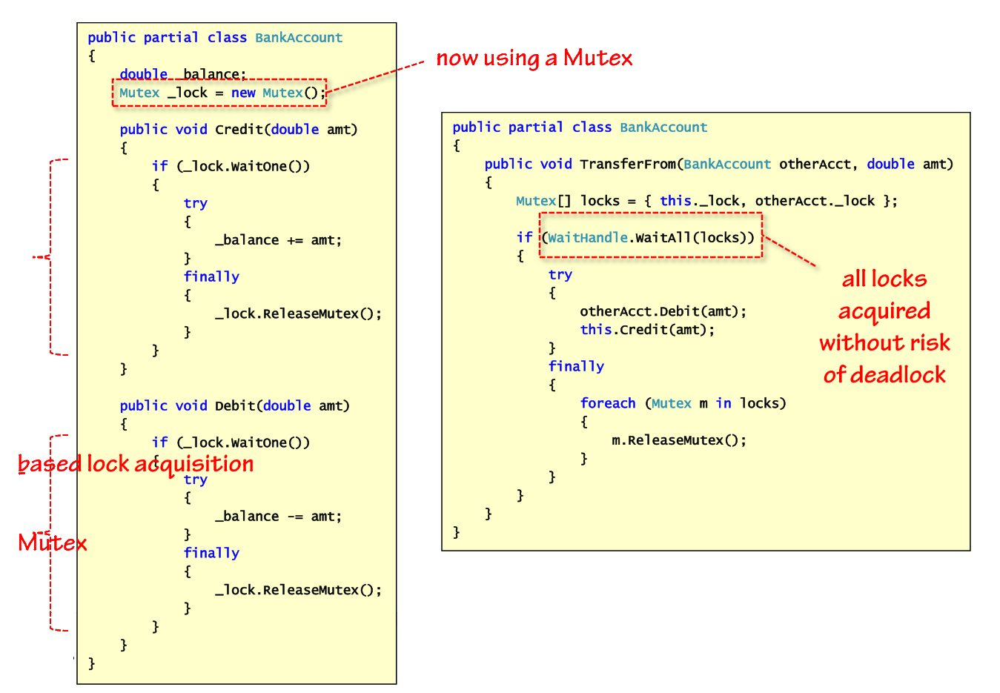 public partial class BankAccount
{
double _balance;
Mutex _lock = new Mutex();
public void Credit(double amt)
{
if (_lock.WaitOne())
{
try
{
_balance += amt;
}
finally
{
_lock.ReleaseMutex();
}
}
}
public void Debit(double amt)
{
if (_lock.WaitOne())
{
try
{
_balance -= amt;
}
finally
{
_lock.ReleaseMutex();
}
}
}
}
now using a Mutex
based lock acquisition
Mutex
public partial class BankAccount
{
public void TransferFrom(BankAccount otherAcct, double amt)
{
Mutex[] locks = { this._lock, otherAcct._lock };
if (WaitHandle.WaitAll(locks))
{
try
{
otherAcct.Debit(amt);
this.Credit(amt);
}
finally
{
foreach (Mutex m in locks)
{
m.ReleaseMutex();
}
}
}
}
}
all locks
acquired
without risk
of deadlock